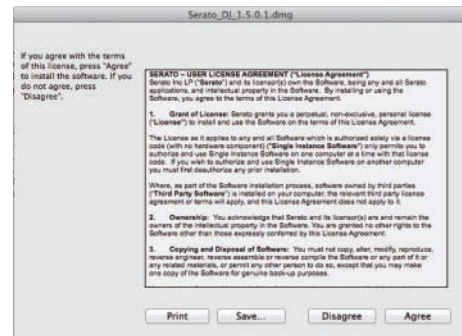 Serato_DJ_1.5.0.1.dmg
If you agree with the terms
of this license, press "Agree"
to install the software. If you
do not agree, press
"Disagree".
SERATO – USER LICENSE AGREEMENT ("License Agreement")
Serato Inc LP ("Serato") and its licensor(s) own the Software, being any and all Serato
applications, and intellectual property in the Software. By installing or using the
Software, you agree to the terms of this License Agreement.
1. Grant of License: Serato grants you a perpetual, non-exclusive, personal license
("License") to install and use the Software on the terms of this License Agreement.
The License as it applies to any and all Software which is authorized solely via a license
code (with no hardware component) ("Single Instance Software") only permits you to
authorize and use Single Instance Software on one computer at a time with that license
code. If you wish to authorize and use Single Instance Software on another computer
you must first deauthorize any prior installation.
Where, as part of the Software installation process, software owned by third parties
("Third Party Software") is installed on your computer, the relevant third party license
agreement or terms will apply, and this License Agreement does not apply to it.
2. Ownership: You acknowledge that Serato and its licensor(s) are and remain the
owners of the intellectual property in the Software. You are granted no other rights to the
Software other than those expressly conferred by this License Agreement.
3. Copying and Disposal of Software: You must not copy, alter, modify, reproduce,
reverse engineer, reverse assemble or reverse compile the Software or any part of it or
any related materials, or permit any other person to do so, except that you may make
one copy of the Software for genuine back-up purposes.
Print Save... Disagree Agree